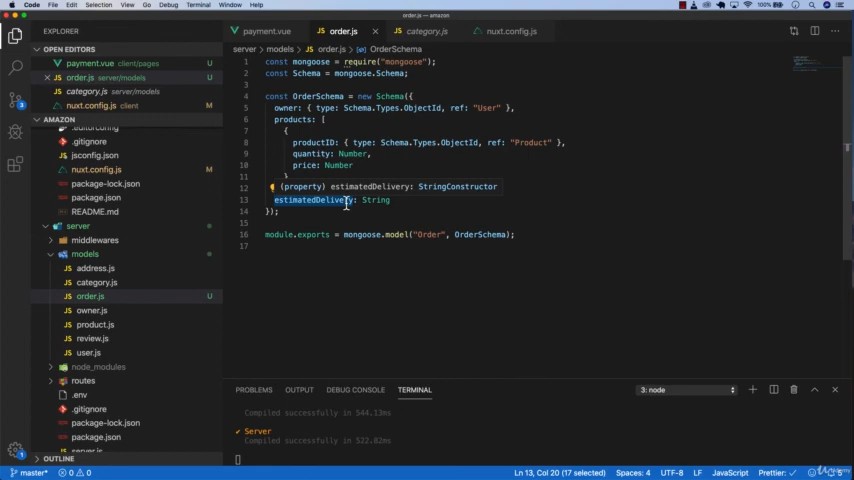 Code File Edit Selection View Go Debug Terminal Window Help
100%
order.js — amazon
EXPLORER
payment.vue
order.js
category.js
nuxt.config.js
OPEN EDITORS
payment.vue client/pages U
order.js server/models U
category.js server/models
nuxt.config.js client M
server › models › order.js › OrderSchema
AMAZON
.editorconfig
.gitignore
jsconfig.json
nuxt.config.js M
package-lock.json
package.json
README.md
server
middlewares
models
address.js
category.js
order.js U
owner.js
product.js
review.js
user.js
node_modules
routes
.env
.gitignore
package-lock.json
package.json
server.js
OUTLINE
3
1
1 const mongoose = require("mongoose");
2 const Schema = mongoose.Schema;
3
4 const OrderSchema = new Schema({
5 owner: { type: Schema.Types.ObjectId, ref: "User" },
6 products: [
7 {
8 productID: { type: Schema.Types.ObjectId, ref: "Product" },
9 quantity: Number,
10 price: Number
11 }
12 (property) estimatedDelivery: StringConstructor
13 estimatedDelivery: String
14 });
15
16 module.exports = mongoose.model("Order", OrderSchema);
17
PROBLEMS OUTPUT DEBUG CONSOLE TERMINAL 3: node
Compiled successfully in 544.13ms
✔ Server
Compiled successfully in 522.82ms
master* 0 0 Ln 13, Col 20 (17 selected) Spaces: 4 UTF-8 LF JavaScript Prettier: ✓ 5
Udemy